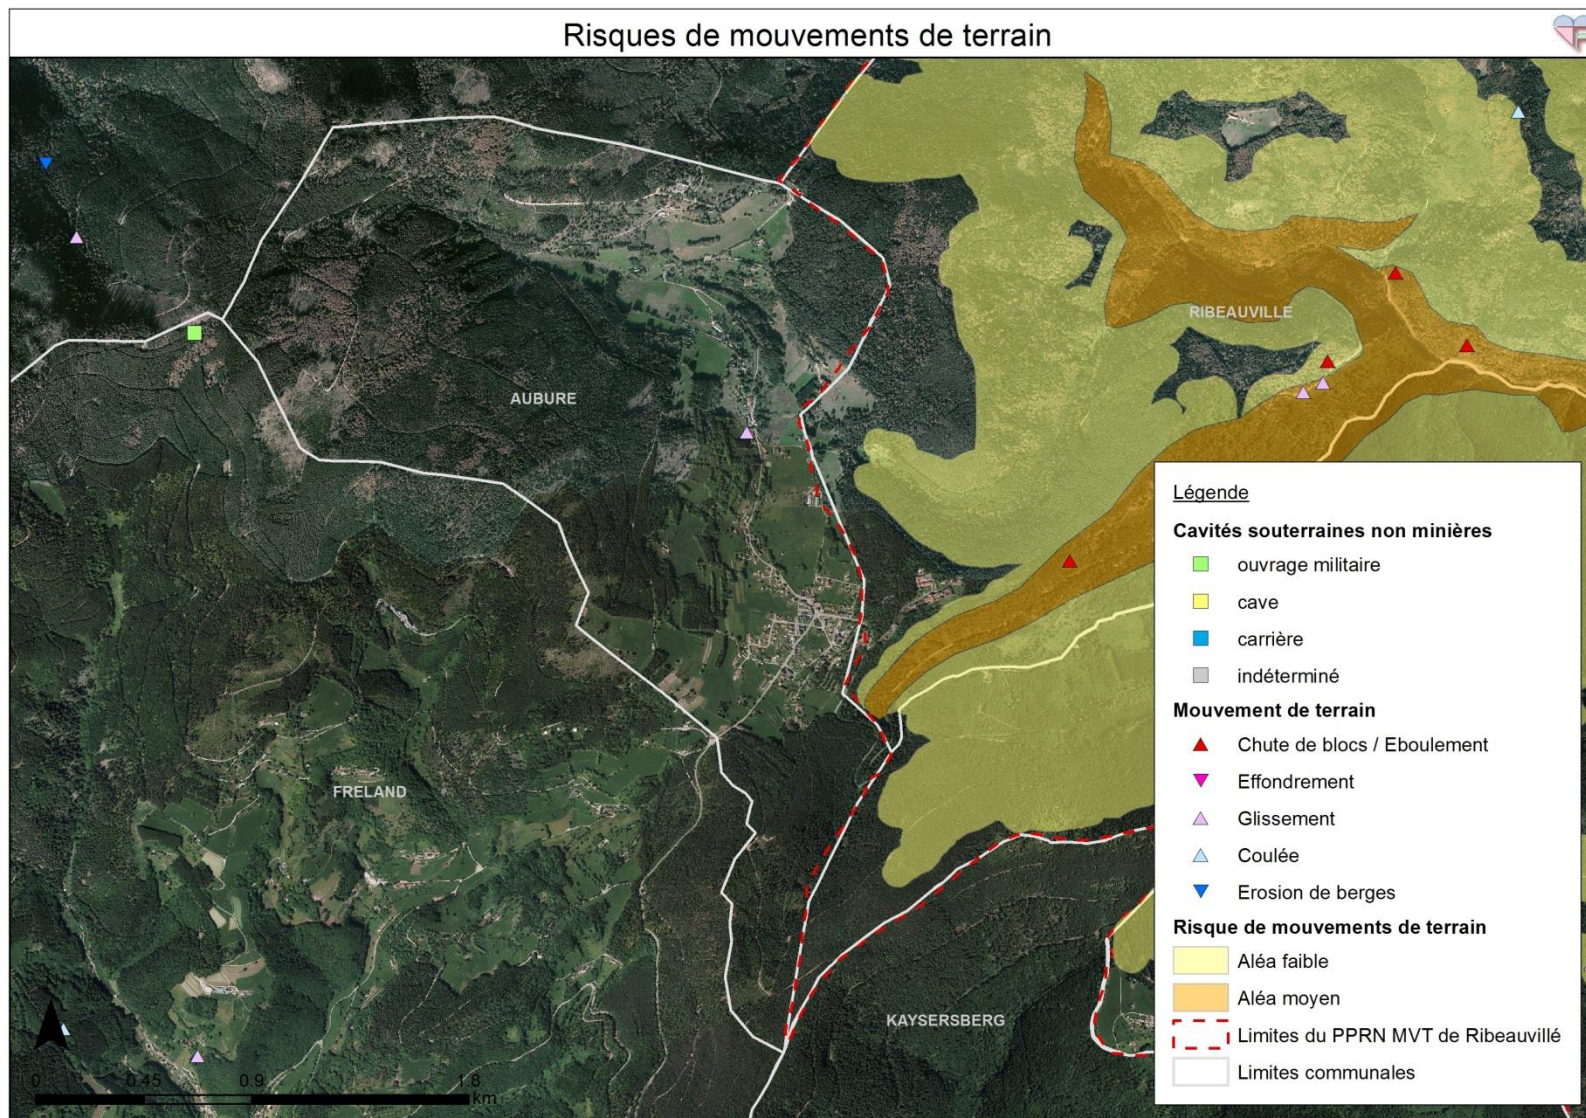 Risques de mouvements de terrain
RIBEAUVILLE
AUBURE
FRELAND
KAYSERSBERG
0 0.45 0.9 1.8
km
Légende
Cavités souterraines non minières
ouvrage militaire
cave
carrière
indéterminé
Mouvement de terrain
Chute de blocs / Eboulement
Effondrement
Glissement
Coulée
Erosion de berges
Risque de mouvements de terrain
Aléa faible
Aléa moyen
Limites du PPRN MVT de Ribeauvillé
Limites communales